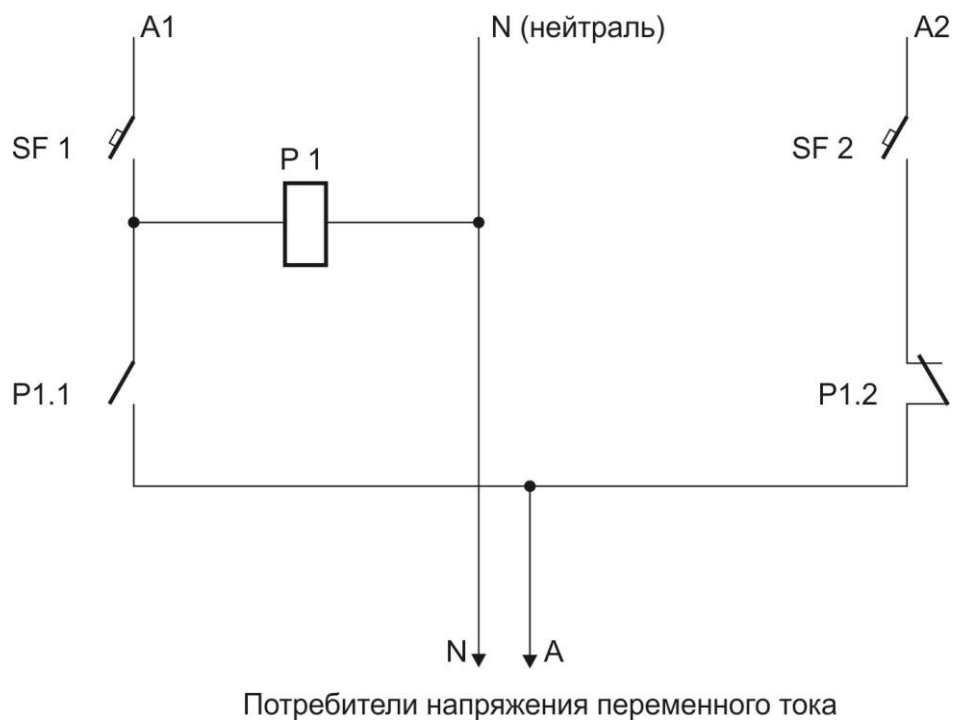 A1
N (нейтраль)
A2
SF 1
P 1
SF 2
P1.1
P1.2
N
A
Потребители напряжения переменного тока